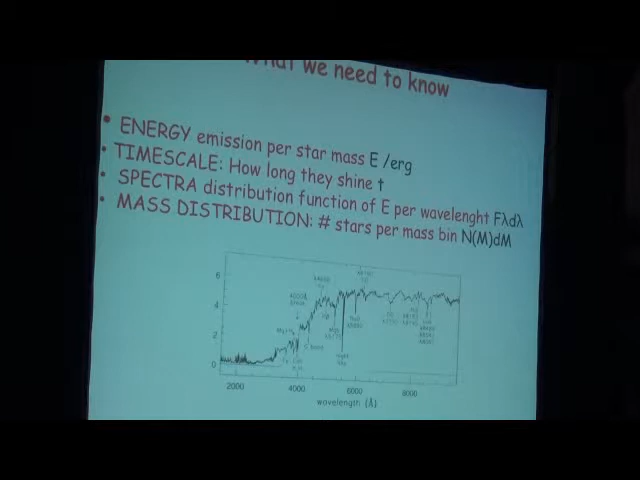 What we need to know
• ENERGY emission per star mass E /erg
• TIMESCALE: How long they shine t
• SPECTRA distribution function of E per wavelenght Fλdλ
• MASS DISTRIBUTION: # stars per mass bin N(M)dM
6
4
2
0
2000 4000 6000 8000
wavelength (Å)